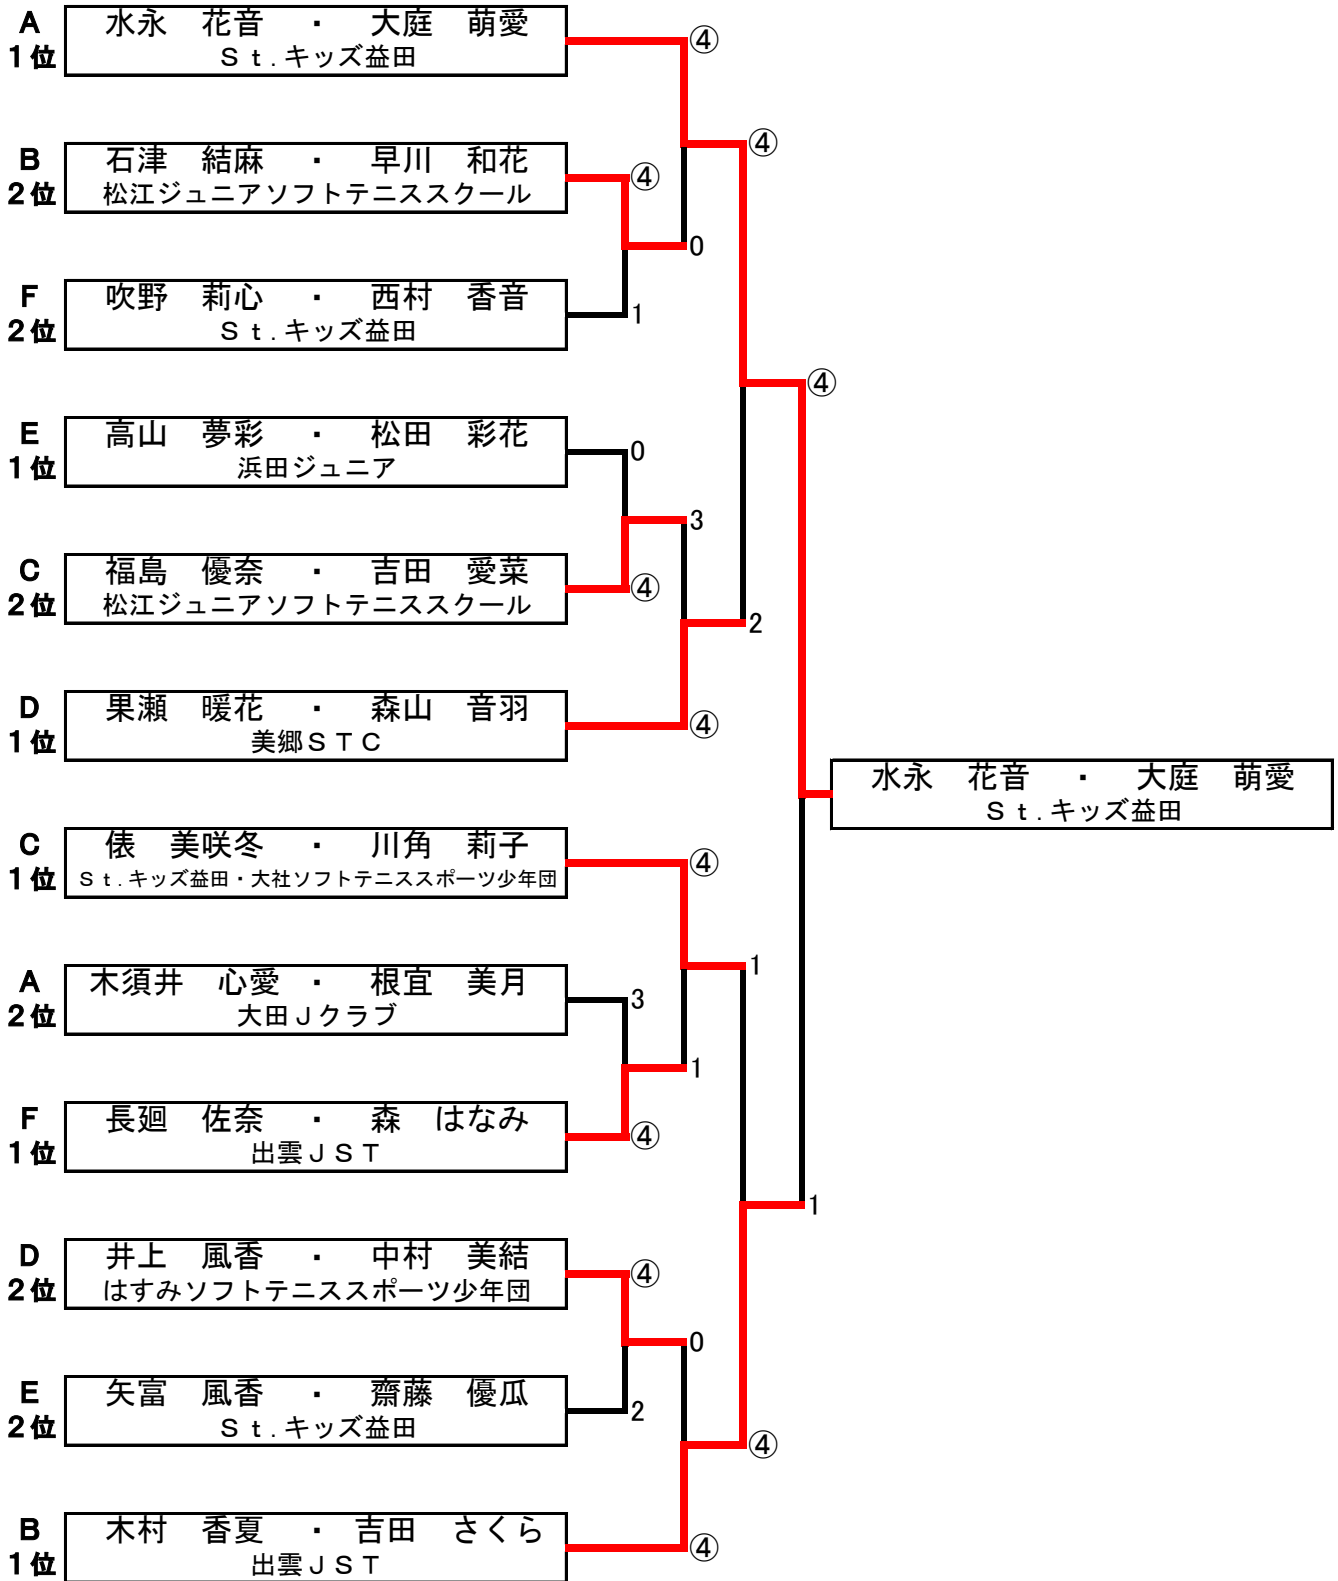 A
1位
水永　花音　・　大庭　萌愛
Ｓｔ.キッズ益田
④
④
B
2位
石津　結麻　・　早川　和花
松江ジュニアソフトテニススクール
④
0
F
2位
吹野　莉心　・　西村　香音
Ｓｔ.キッズ益田
1
④
E
1位
高山　夢彩　・　松田　彩花
浜田ジュニア
0
3
C
2位
福島　優奈　・　吉田　愛菜
松江ジュニアソフトテニススクール
④
2
D
1位
果瀬　暖花　・　森山　音羽
美郷ＳＴＣ
④
水永　花音　・　大庭　萌愛
Ｓｔ.キッズ益田
C
1位
俵　美咲冬　・　川角　莉子
Ｓｔ.キッズ益田・大社ソフトテニススポーツ少年団
④
1
A
2位
木須井　心愛　・　根宜　美月
大田Ｊクラブ
3
1
F
1位
長廻　佐奈　・　森　はなみ
出雲ＪＳＴ
④
1
D
2位
井上　風香　・　中村　美結
はすみソフトテニススポーツ少年団
④
0
E
2位
矢富　風香　・　齋藤　優瓜
Ｓｔ.キッズ益田
2
④
B
1位
木村　香夏　・　吉田　さくら
出雲ＪＳＴ
④